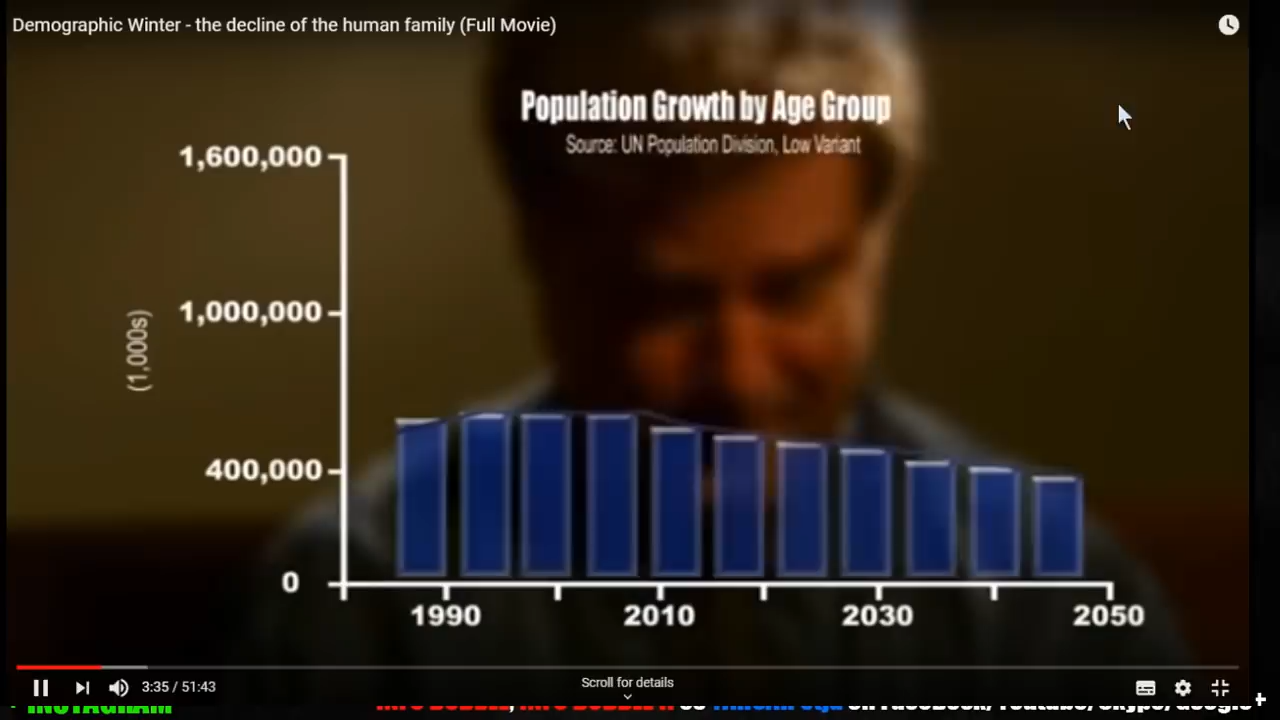 Demographic Winter - the decline of the human family (Full Movie)
Population Growth by Age Group
Source: UN Population Division, Low Variant
1,600,000
1,000,000
(1,000s)
400,000
0
1990 2010 2030 2050
3:35 / 51:43
Scroll for details
INSTAGRAM